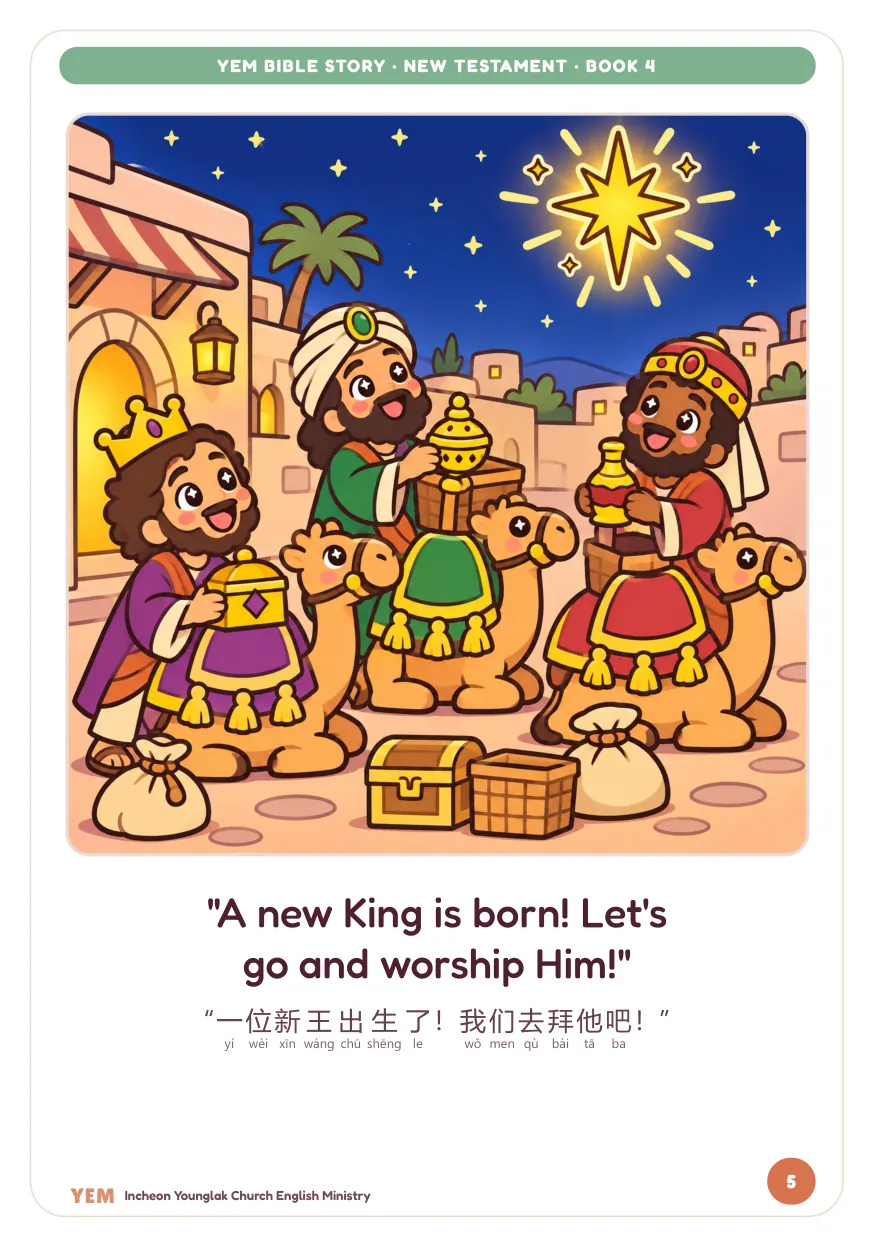 YEM BIBLE STORY · NEW TESTAMENT · BOOK 4
"A new King is born! Let's
go and worship Him!"
“一位新王出生了！我们去拜他吧！”
yí wèi xīn wáng chū shēng le wǒ men qù bài tā ba
YEM Incheon Younglak Church English Ministry
5